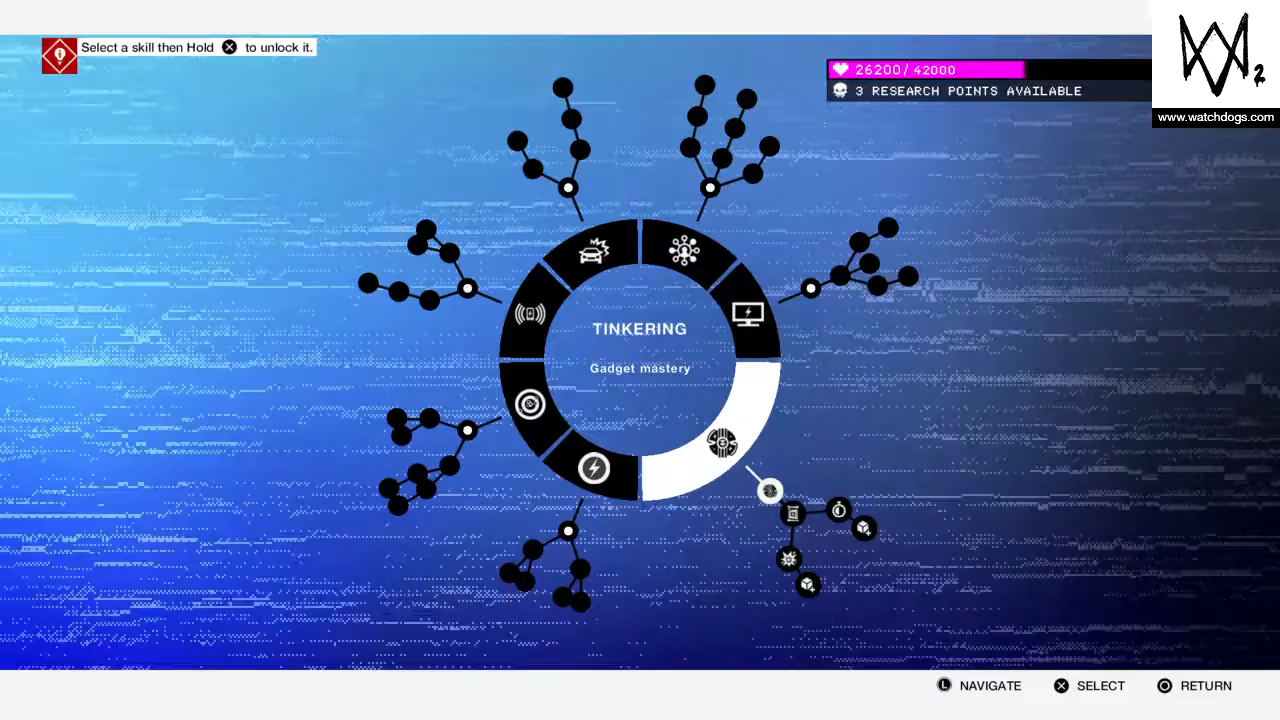 Select a skill then Hold ⊗ to unlock it.
26200/ 42000
3 RESEARCH POINTS AVAILABLE
2
www.watchdogs.com
TINKERING
Gadget mastery
L NAVIGATE
SELECT
RETURN